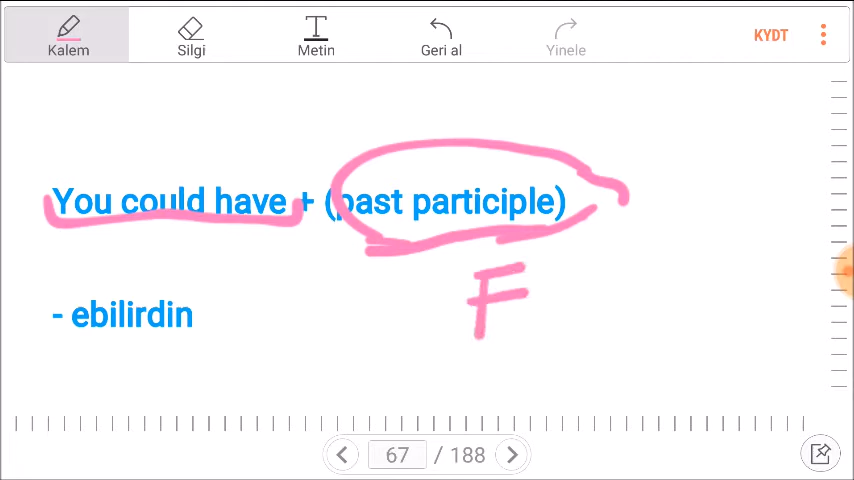 Kalem Silgi Metin Geri al Yinele KYDT
You could have + (past participle)
F
- ebilirdin
67 / 188